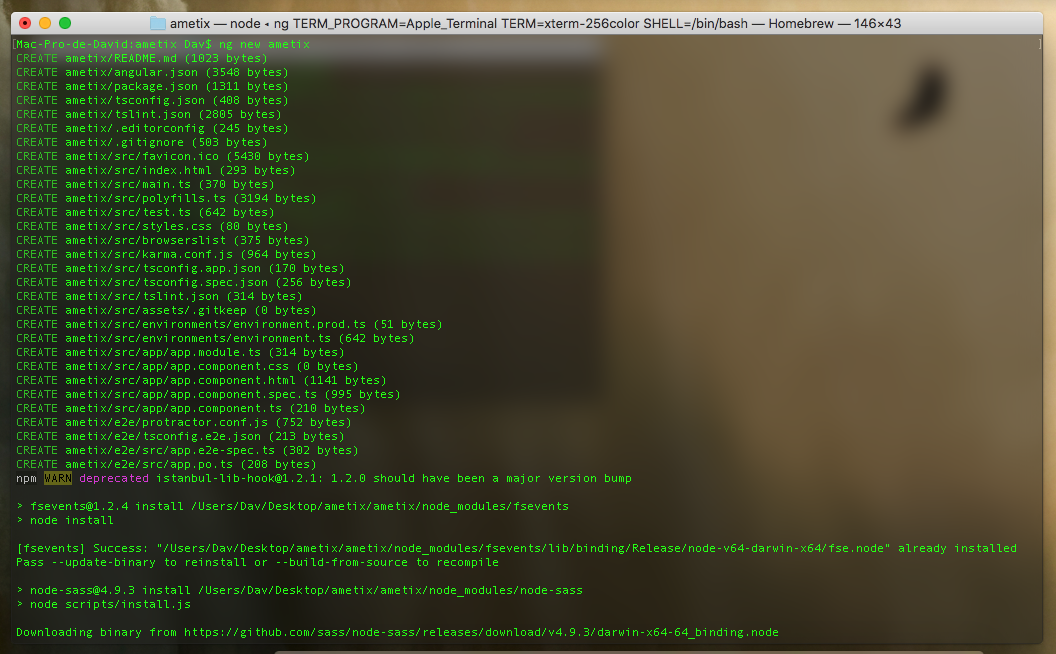 ametix — node ◂ ng TERM_PROGRAM=Apple_Terminal TERM=xterm-256color SHELL=/bin/bash — Homebrew — 146×43
[Mac-Pro-de-David:ametix Dav$ ng new ametix ]
CREATE ametix/README.md (1023 bytes)
CREATE ametix/angular.json (3548 bytes)
CREATE ametix/package.json (1311 bytes)
CREATE ametix/tsconfig.json (408 bytes)
CREATE ametix/tslint.json (2805 bytes)
CREATE ametix/.editorconfig (245 bytes)
CREATE ametix/.gitignore (503 bytes)
CREATE ametix/src/favicon.ico (5430 bytes)
CREATE ametix/src/index.html (293 bytes)
CREATE ametix/src/main.ts (370 bytes)
CREATE ametix/src/polyfills.ts (3194 bytes)
CREATE ametix/src/test.ts (642 bytes)
CREATE ametix/src/styles.css (80 bytes)
CREATE ametix/src/browserslist (375 bytes)
CREATE ametix/src/karma.conf.js (964 bytes)
CREATE ametix/src/tsconfig.app.json (170 bytes)
CREATE ametix/src/tsconfig.spec.json (256 bytes)
CREATE ametix/src/tslint.json (314 bytes)
CREATE ametix/src/assets/.gitkeep (0 bytes)
CREATE ametix/src/environments/environment.prod.ts (51 bytes)
CREATE ametix/src/environments/environment.ts (642 bytes)
CREATE ametix/src/app/app.module.ts (314 bytes)
CREATE ametix/src/app/app.component.css (0 bytes)
CREATE ametix/src/app/app.component.html (1141 bytes)
CREATE ametix/src/app/app.component.spec.ts (995 bytes)
CREATE ametix/src/app/app.component.ts (210 bytes)
CREATE ametix/e2e/protractor.conf.js (752 bytes)
CREATE ametix/e2e/tsconfig.e2e.json (213 bytes)
CREATE ametix/e2e/src/app.e2e-spec.ts (302 bytes)
CREATE ametix/e2e/src/app.po.ts (208 bytes)
npm WARN deprecated istanbul-lib-hook@1.2.1: 1.2.0 should have been a major version bump
> fsevents@1.2.4 install /Users/Dav/Desktop/ametix/ametix/node_modules/fsevents
> node install
[fsevents] Success: "/Users/Dav/Desktop/ametix/ametix/node_modules/fsevents/lib/binding/Release/node-v64-darwin-x64/fse.node" already installed
Pass --update-binary to reinstall or --build-from-source to recompile
> node-sass@4.9.3 install /Users/Dav/Desktop/ametix/ametix/node_modules/node-sass
> node scripts/install.js
Downloading binary from https://github.com/sass/node-sass/releases/download/v4.9.3/darwin-x64-64_binding.node